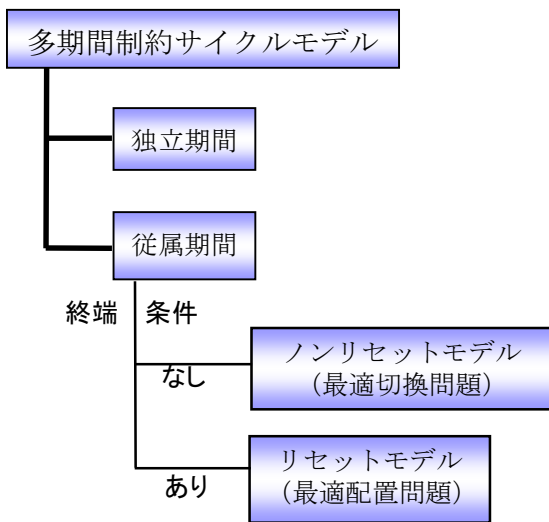 多期間制約サイクルモデル
独立期間
従属期間
終端 条件
なし
ノンリセットモデル
（最適切換問題）
あり
リセットモデル
（最適配置問題）